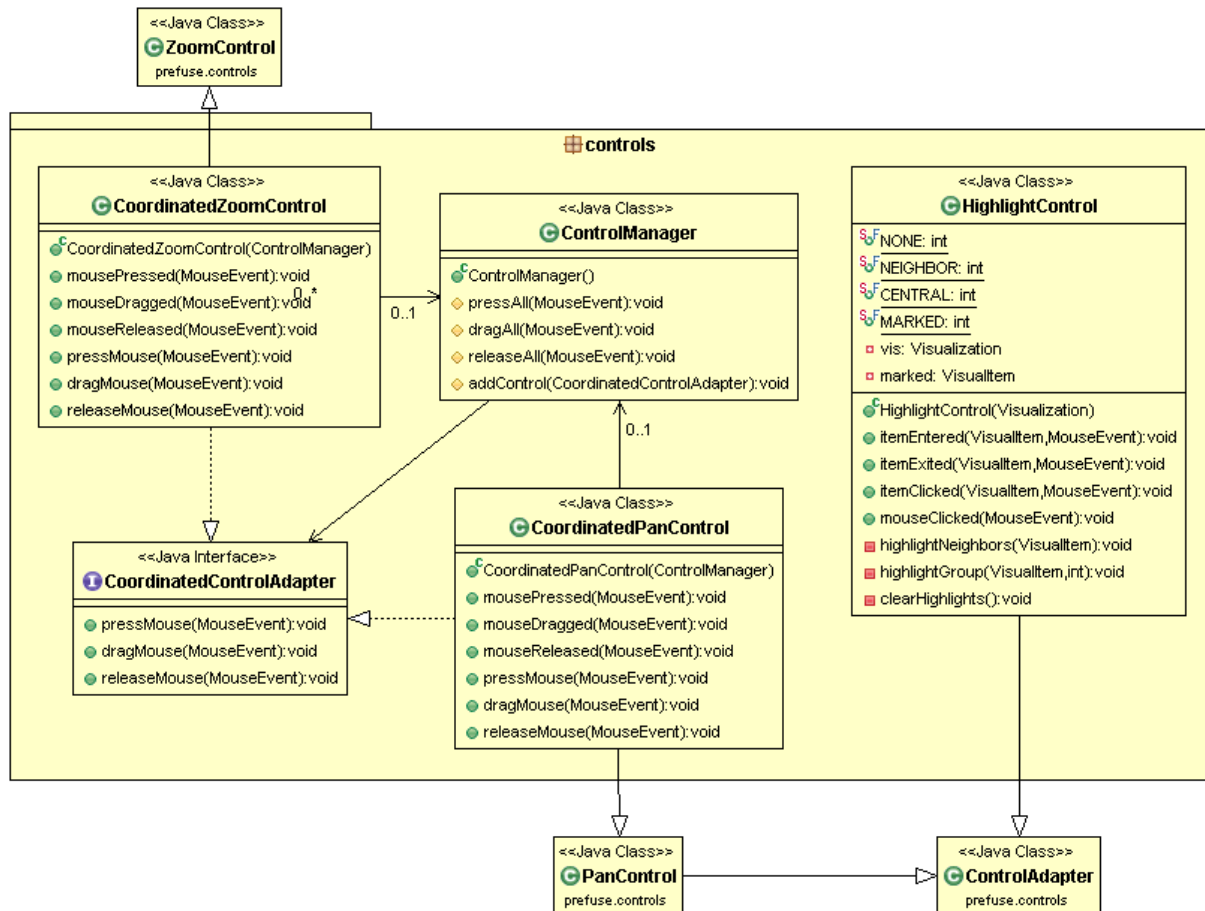 <<Java Class>>
ZoomControl
prefuse.controls
controls
<<Java Class>>
CoordinatedZoomControl
CoordinatedZoomControl(ControlManager)
mousePressed(MouseEvent):void
mouseDragged(MouseEvent):void
mouseReleased(MouseEvent):void
pressMouse(MouseEvent):void
dragMouse(MouseEvent):void
releaseMouse(MouseEvent):void
0..*
0..1
<<Java Class>>
ControlManager
ControlManager()
pressAll(MouseEvent):void
dragAll(MouseEvent):void
releaseAll(MouseEvent):void
addControl(CoordinatedControlAdapter):void
0..1
<<Java Class>>
HighlightControl
NONE: int
NEIGHBOR: int
CENTRAL: int
MARKED: int
vis: Visualization
marked: VisualItem
HighlightControl(Visualization)
itemEntered(VisualItem,MouseEvent):void
itemExited(VisualItem,MouseEvent):void
itemClicked(VisualItem,MouseEvent):void
mouseClicked(MouseEvent):void
highlightNeighbors(VisualItem):void
highlightGroup(VisualItem,int):void
clearHighlights():void
<<Java Interface>>
CoordinatedControlAdapter
pressMouse(MouseEvent):void
dragMouse(MouseEvent):void
releaseMouse(MouseEvent):void
<<Java Class>>
CoordinatedPanControl
CoordinatedPanControl(ControlManager)
mousePressed(MouseEvent):void
mouseDragged(MouseEvent):void
mouseReleased(MouseEvent):void
pressMouse(MouseEvent):void
dragMouse(MouseEvent):void
releaseMouse(MouseEvent):void
<<Java Class>>
PanControl
prefuse.controls
<<Java Class>>
ControlAdapter
prefuse.controls